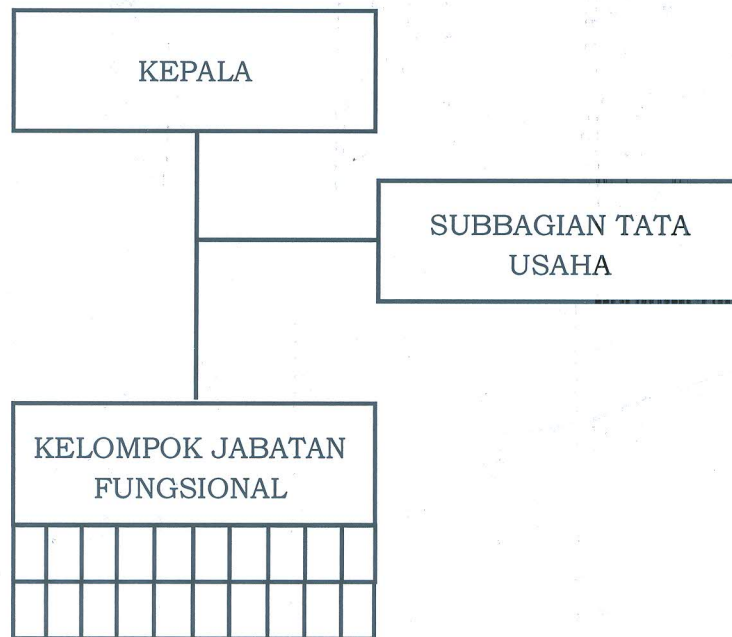 KEPALA
SUBBAGIAN TATA
USAHA
KELOMPOK JABATAN
FUNGSIONAL